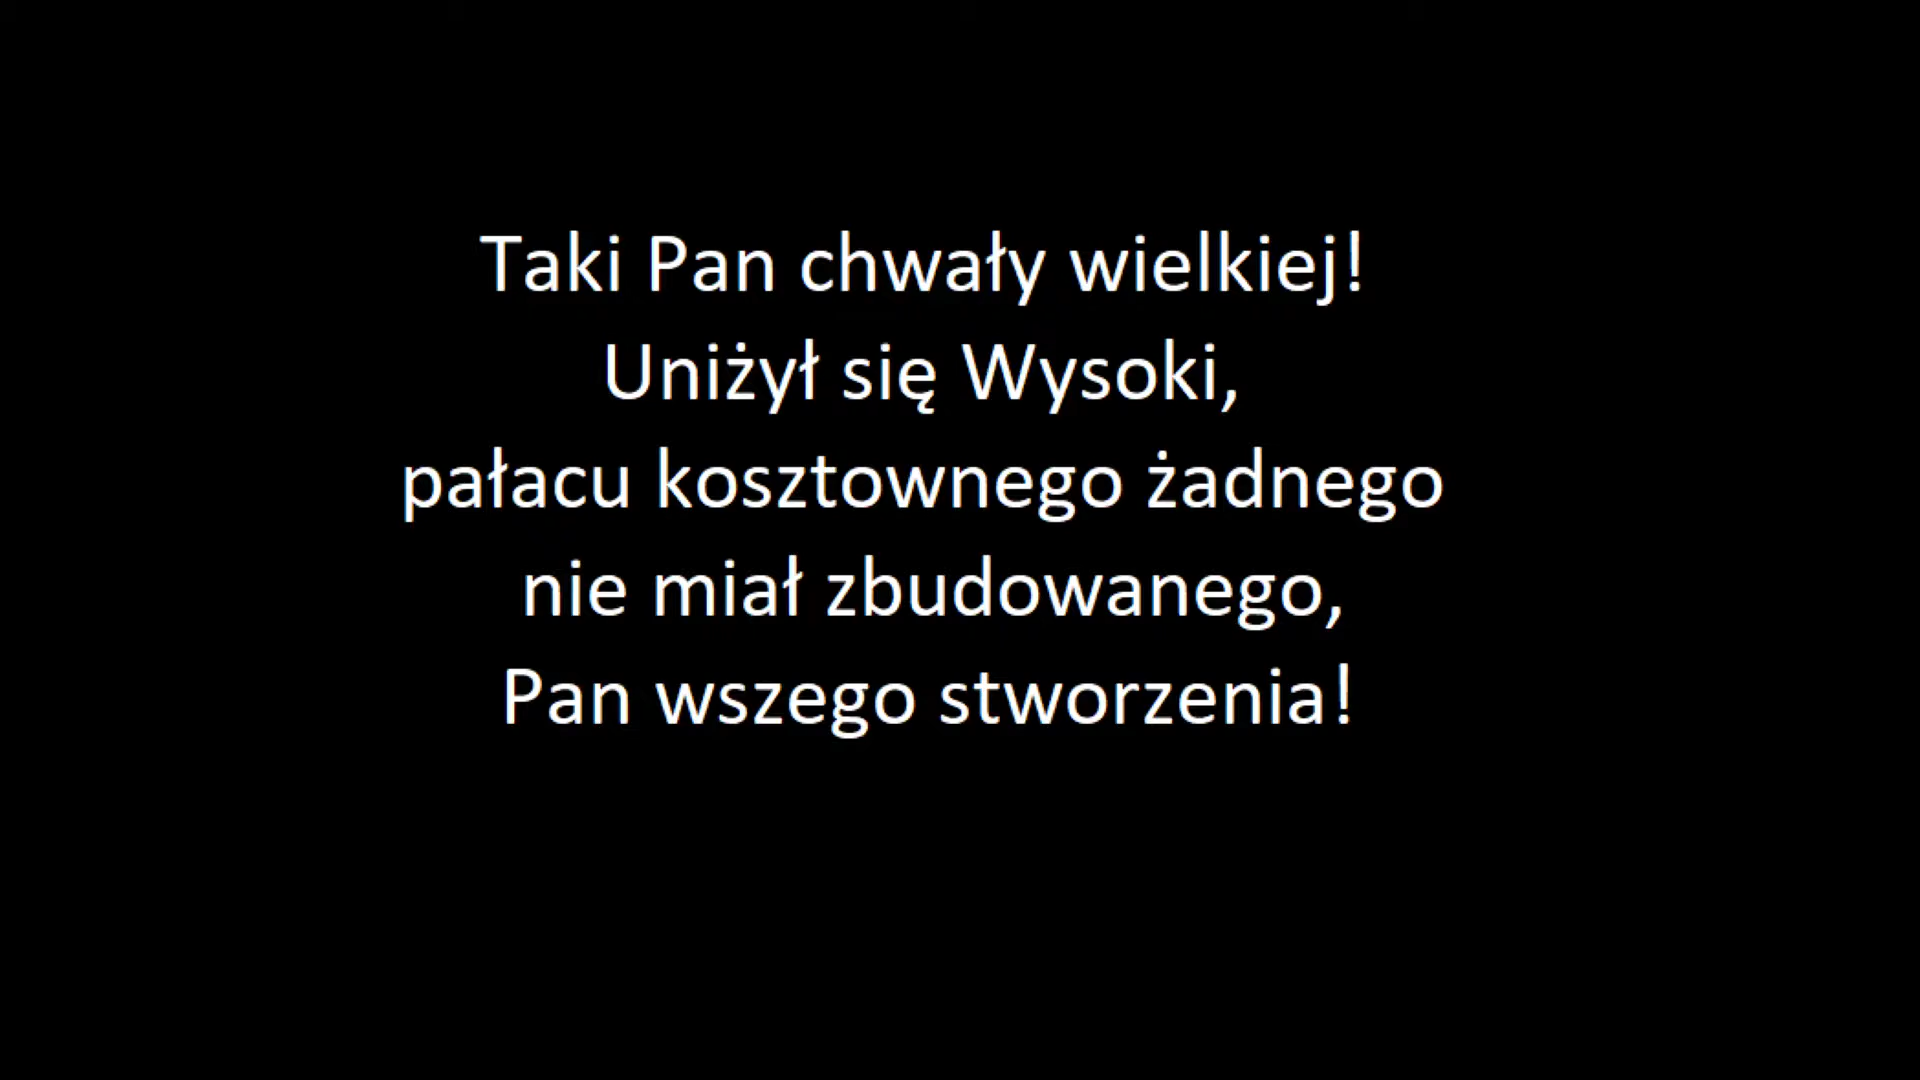 Taki Pan chwały wielkiej!
Uniżył się Wysoki,
pałacu kosztownego żadnego
nie miał zbudowanego,
Pan wszego stworzenia!